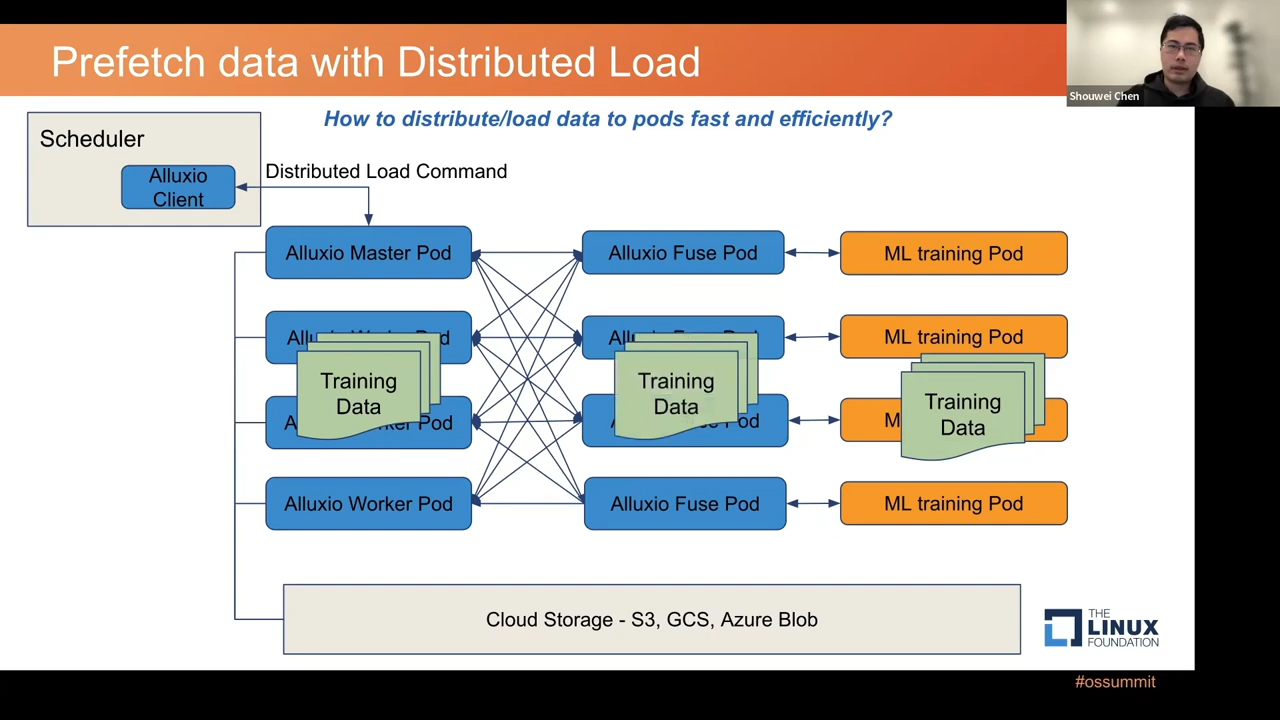 Prefetch data with Distributed Load
Shouwei Chen
How to distribute/load data to pods fast and efficiently?
Scheduler
Alluxio
Client
Distributed Load Command
Alluxio Master Pod
Alluxio Fuse Pod
ML training Pod
ML training Pod
Training
Data
Training
Data
Training
Data
Pod
Alluxio Worker Pod
Alluxio Fuse Pod
ML training Pod
Cloud Storage - S3, GCS, Azure Blob
THE
LINUX
FOUNDATION
#ossummit